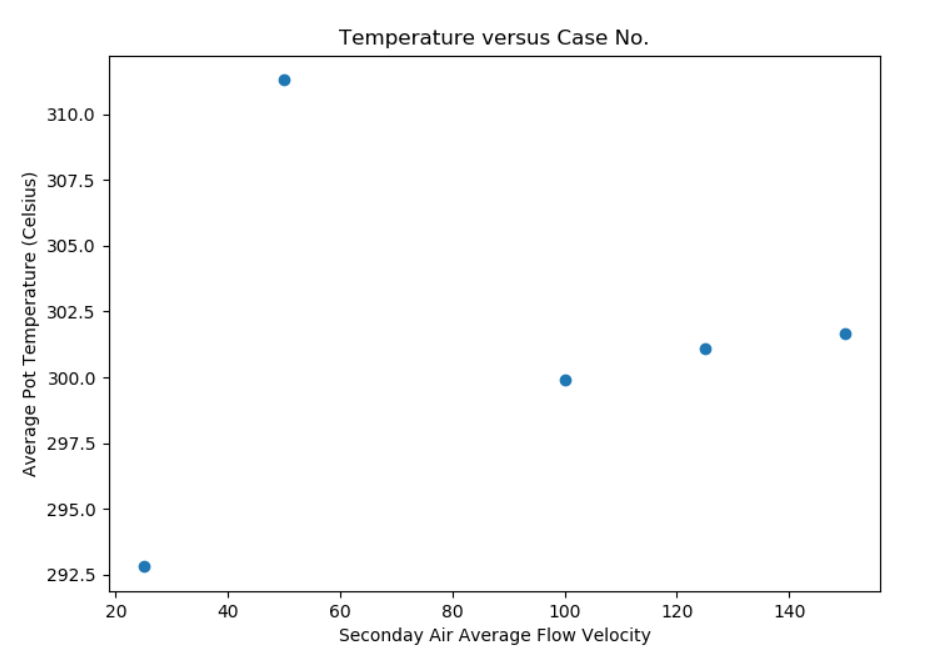 Temperature versus Case No.
Average Pot Temperature (Celsius)
310.0
307.5
305.0
302.5
300.0
297.5
295.0
292.5
20 40 60 80 100 120 140
Seconday Air Average Flow Velocity